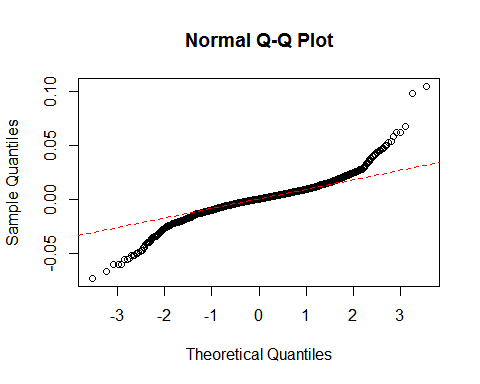 Normal Q-Q Plot
Sample Quantiles
0.10
0.05
0.00
-0.05
-3 -2 -1 0 1 2 3
Theoretical Quantiles